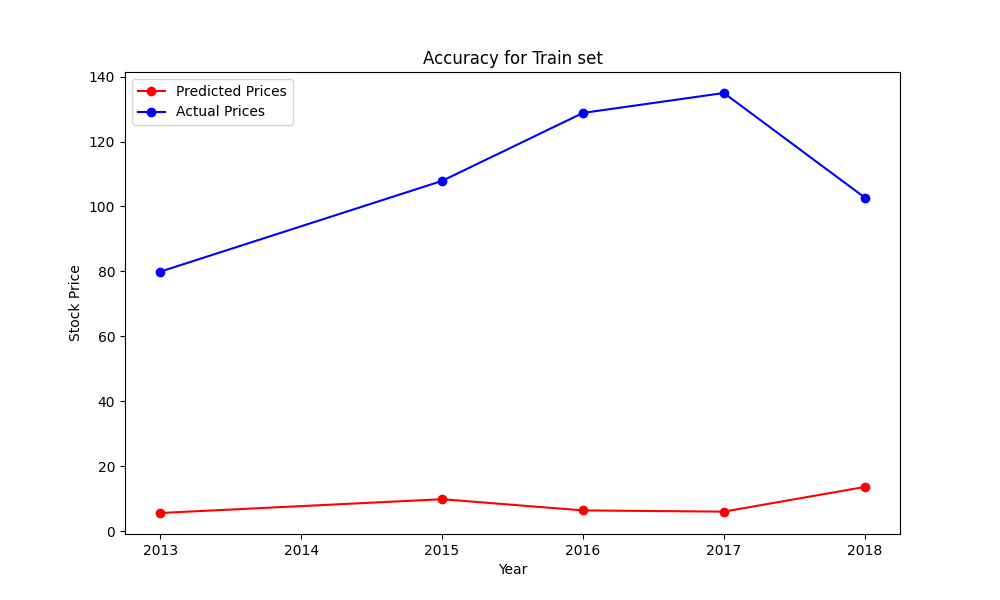 Accuracy for Train set
Predicted Prices
Actual Prices
140
120
100
80
60
40
20
0
Stock Price
2013 2014 2015 2016 2017 2018
Year